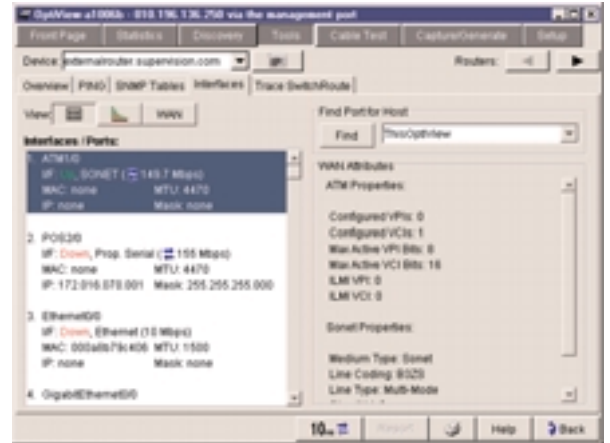 OptiView a1006b - 010.196.136.250 via the management port
Front Page Statistics Discovery Tools Cable Test Capture/Generate Setup
Device: externalrouter.supervision.com Routers:
Overview PING SNMP Tables Interfaces Trace SwitchRoute
View: WAN
Find Port for Host
Find ThisOptiView
Interfaces / Ports:
1. ATM1/0
I/F: Up, SONET ( 149.7 Mbps)
MAC: none MTU: 4470
IP: none Mask: none
2. POS2/0
I/F: Down, Prop. Serial ( 155 Mbps)
MAC: none MTU: 4470
IP: 172.016.070.001 Mask: 255.255.255.000
3. Ethernet0/0
I/F: Down, Ethernet (10 Mbps)
MAC: 000a8b79c406 MTU: 1500
IP: none Mask: none
4. GigabitEthernet0/0
WAN Attributes
ATM Properties:
Configured VPIs: 0
Configured VCIs: 1
Max Active VPI Bits: 8
Max Active VCI Bits: 16
ILMI VPI: 0
ILMI VCI: 0
Sonet Properties:
Medium Type: Sonet
Line Coding: B3ZS
Line Type: Multi-Mode
10 Report Help Back